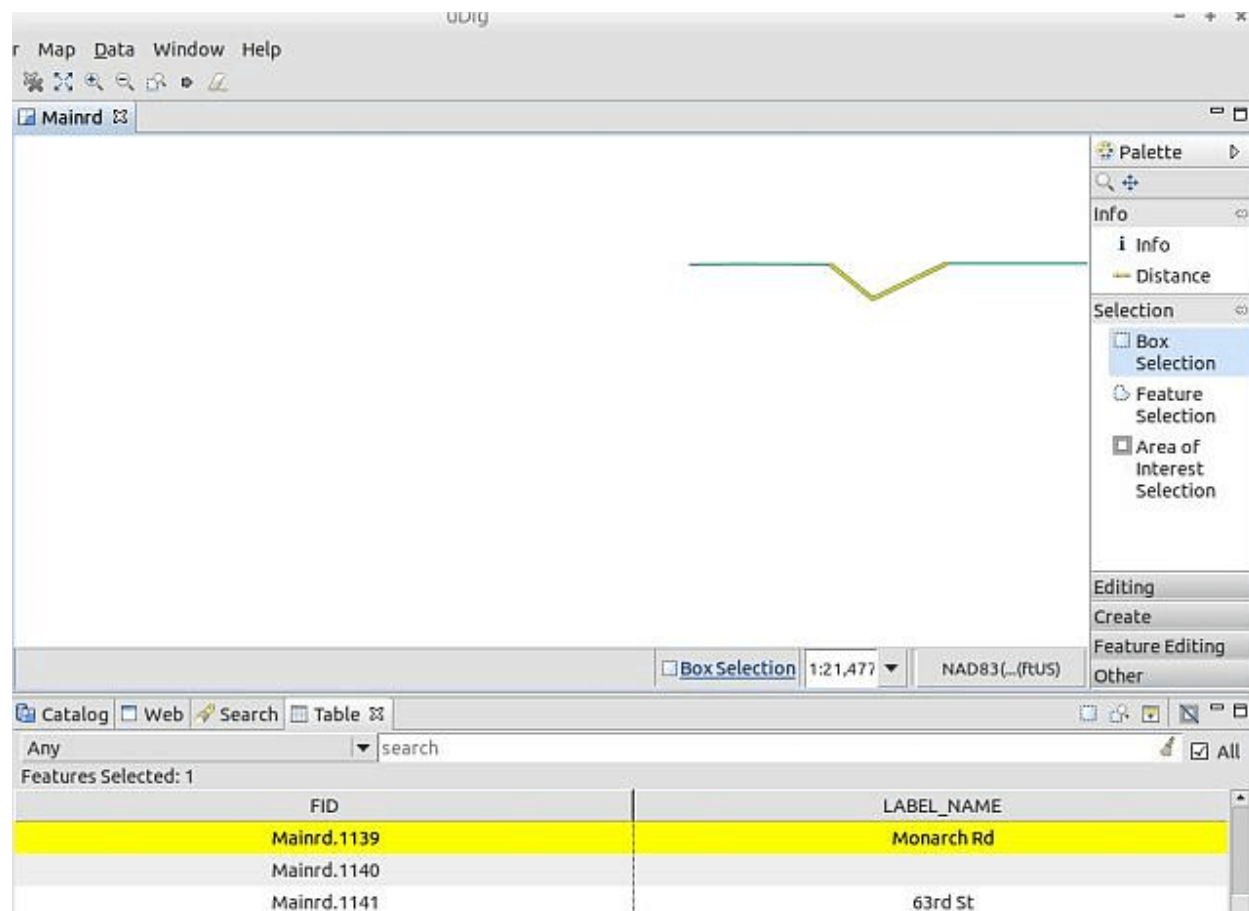 uDig
r Map Data Window Help
Mainrd
Palette
Info
Info
Distance
Selection
Box
Selection
Feature
Selection
Area of
Interest
Selection
Editing
Create
Feature Editing
Other
Box Selection 1:21,477 NAD83(...(ftUS)
Catalog Web Search Table
Any search All
Features Selected: 1
FID LABEL_NAME
Mainrd.1139 Monarch Rd
Mainrd.1140
Mainrd.1141 63rd St